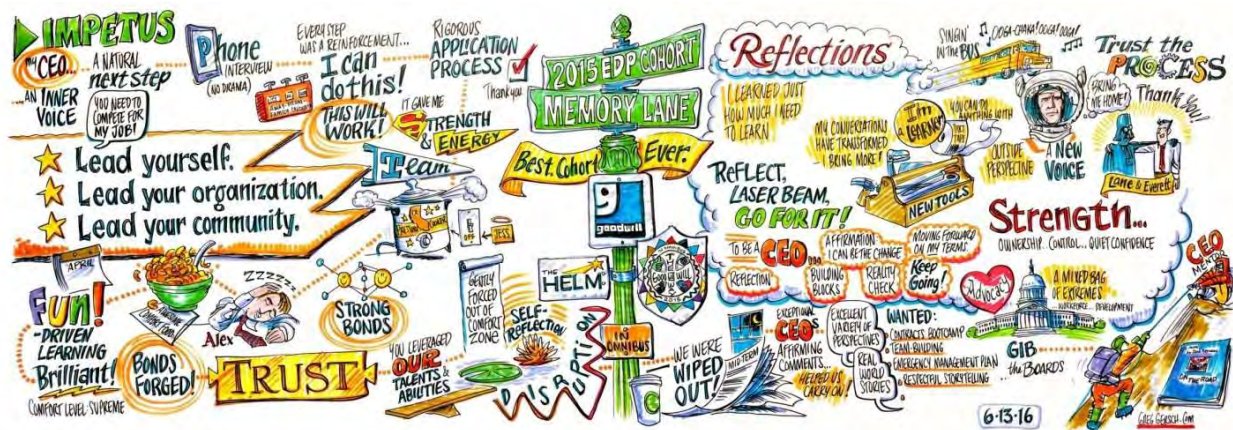 IMPETUS
MY CEO...
A NATURAL
next step
AN INNER
VOICE
YOU NEED TO
COMPETE FOR
MY JOB!
Phone
INTERVIEW
(NO DRAMA)
EVERY STEP
WAS A REINFORCEMENT...
I can
do this!
THIS WILL
WORK!
RIGOROUS
APPLICATION
PROCESS
Thank you
IT GAVE ME
STRENGTH
& ENERGY
Lead yourself.
Lead your organization.
Lead your community.
Team
OFF
JESS
APRIL
FUN!
-DRIVEN
LEARNING
Brilliant!
COMFORT LEVEL: SUPREME
BONDS
FORGED!
ZZZZZ
Alex
STRONG
BONDS
TRUST
GENTLY
FORCED
OUT OF
COMFORT
ZONE
YOU LEVERAGED
OUR
TALENTS &
ABILITIES
THE
HELM
SELF-
REFLECTION
DISRUPTION
2015 EDP COHORT
MEMORY LANE
Best. Cohort Ever.
g
goodwill
2015
IN
OMNIBUS
WE WERE
WIPED
OUT!
MID-TERM
Reflections
I LEARNED JUST
HOW MUCH I NEED
TO LEARN
MY CONVERSATIONS
HAVE TRANSFORMED
I BRING MORE!
REFLECT,
LASER BEAM,
GO FOR IT!
TO BE A CEO...
REFLECTION
AFFIRMATION:
I CAN BE THE CHANGE
BUILDING
BLOCKS
REALITY
CHECK
MOVING FORWARD
ON MY TERMS.
Keep
Going!
EXCEPTIONAL
CEOs
AFFIRMING
COMMENTS...
HELPED US
CARRY ON!
EXCELLENT
VARIETY OF
PERSPECTIVES
REAL
WORLD
STORIES.
SINGIN'
ON THE BUS
OOGA-CHAKA! OOGA! OOGA!
I'm
a LEARNER
YOU CAN DO
ANYTHING WITH
NEW TOOLS
OUTSIDE
PERSPECTIVE
A NEW
VOICE
BRING
ME HOME!
Trust the
PROCESS
Thank You!
Lane & Everett
Strength...
OWNERSHIP... CONTROL... QUIET CONFIDENCE
Advocacy
A MIXED BAG
OF EXTREMES
...WORKFORCE... DEVELOPMENT
WANTED:
CONTRACTS BOOTCAMP
TEAM BUILDING
EMERGENCY MANAGEMENT PLAN
RESPECTFUL STORYTELLING...
GIB
...the BOARDS
CEO
MENTOR
ON THE ROAD
6•13•16
GREG GERSCH.COM